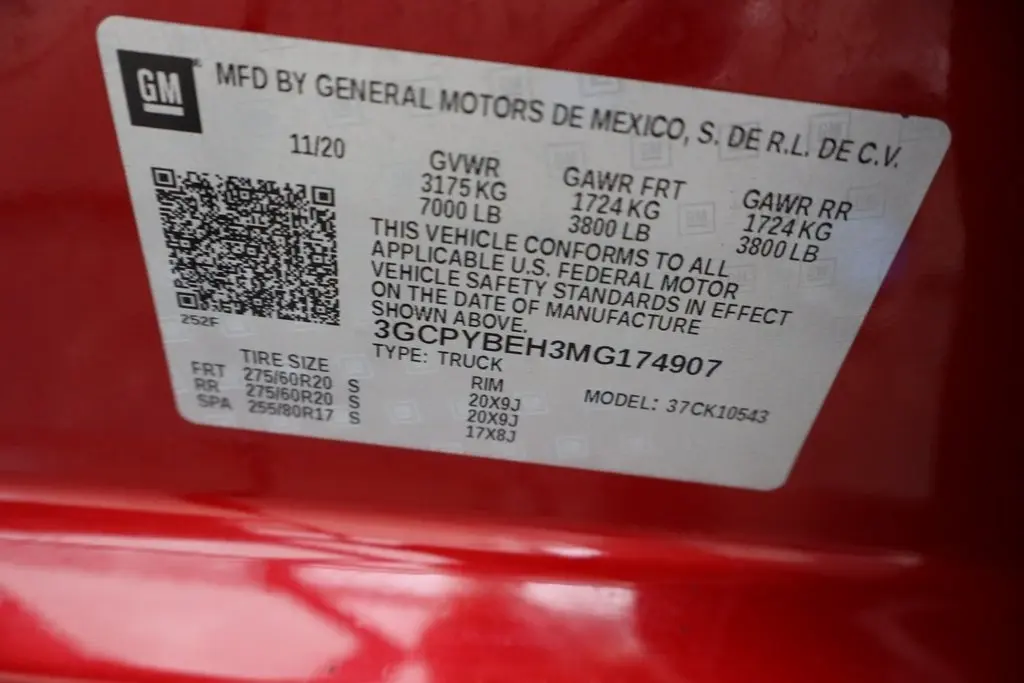 GM MFD BY GENERAL MOTORS DE MEXICO, S. DE R.L. DE C.V.
11/20
GVWR GAWR FRT GAWR RR
3175 KG 1724 KG 1724 KG
7000 LB 3800 LB 3800 LB
THIS VEHICLE CONFORMS TO ALL
APPLICABLE U.S. FEDERAL MOTOR
VEHICLE SAFETY STANDARDS IN EFFECT
ON THE DATE OF MANUFACTURE
SHOWN ABOVE.
252F
3GCPYBEH3MG174907
TYPE: TRUCK
MODEL: 37CK10543
TIRE SIZE RIM
FRT 275/60R20 S 20X9J
RR 275/60R20 S 20X9J
SPA 255/80R17 S 17X8J